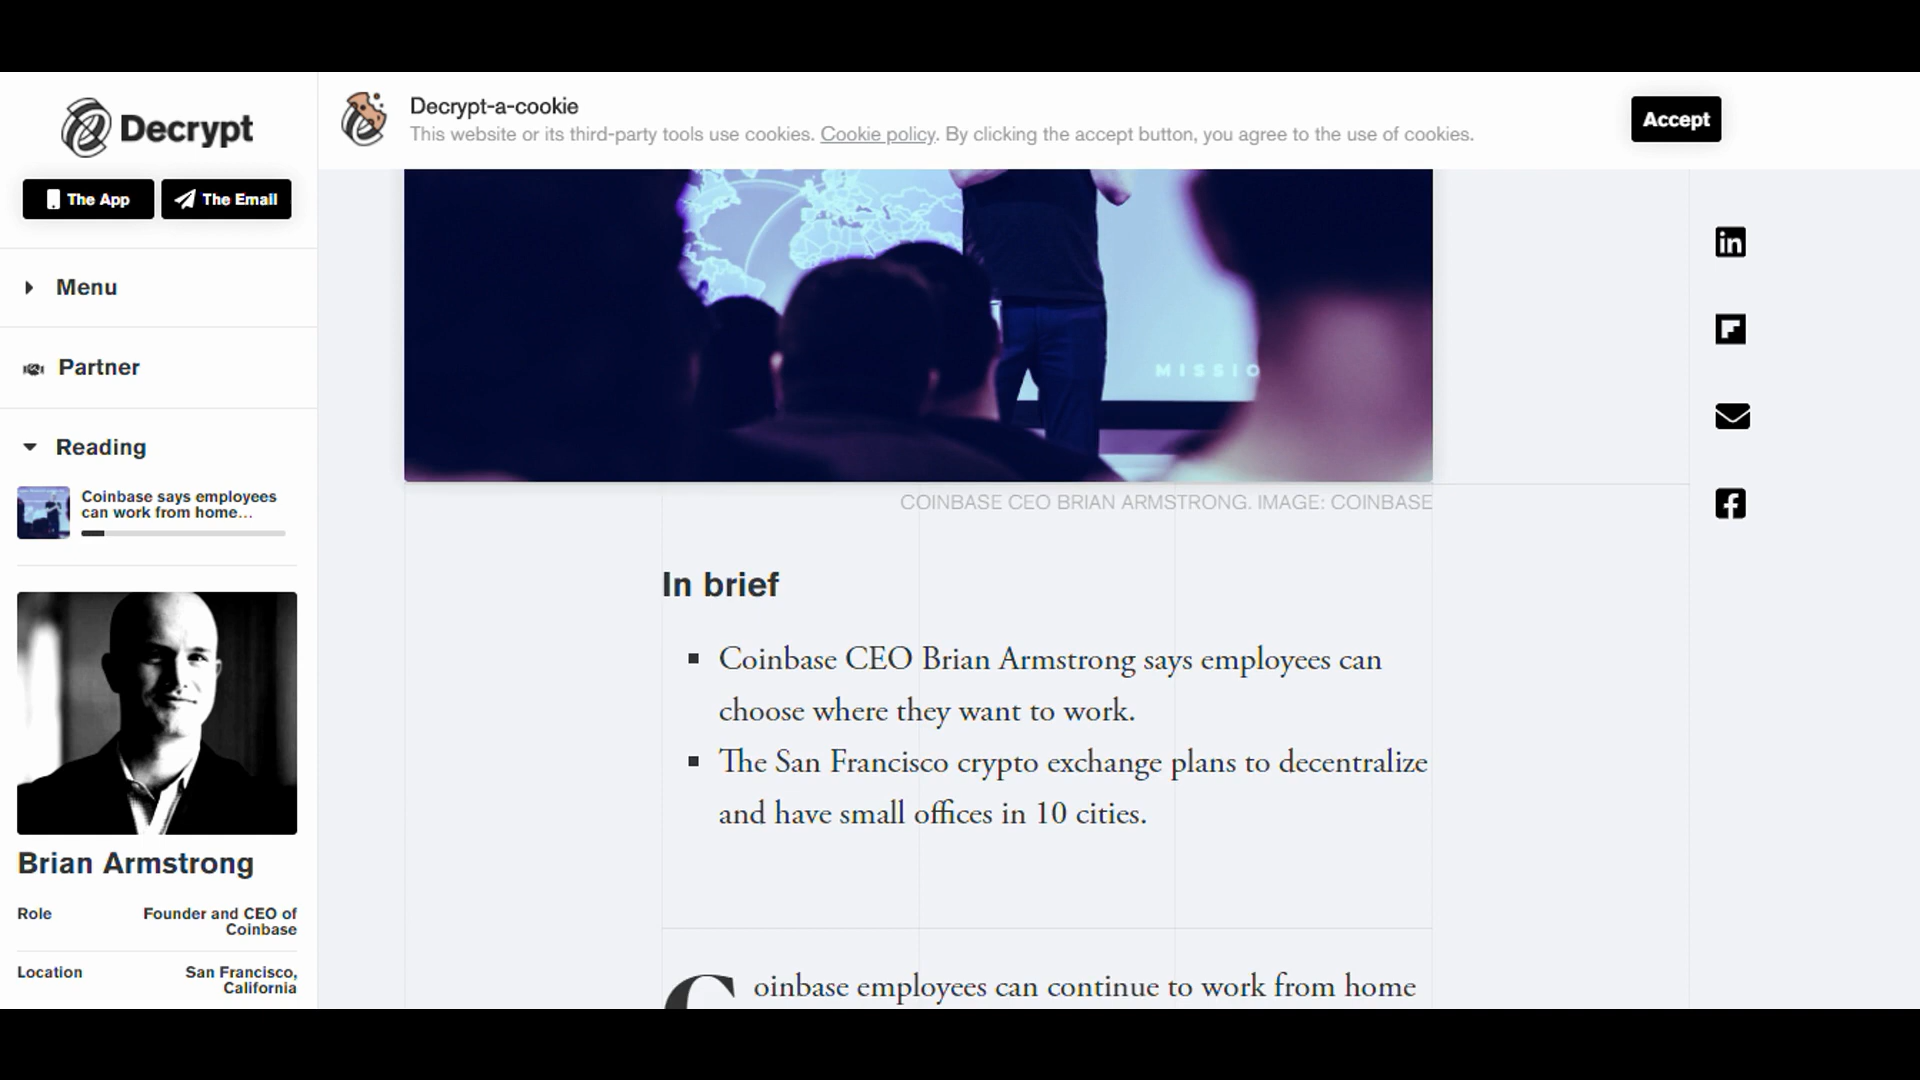 Decrypt
The App
The Email
Menu
Partner
Reading
Coinbase says employees
can work from home...
Brian Armstrong
Role
Founder and CEO of
Coinbase
Location
San Francisco,
California
Decrypt-a-cookie
This website or its third-party tools use cookies. Cookie policy. By clicking the accept button, you agree to the use of cookies.
Accept
MISSIO
COINBASE CEO BRIAN ARMSTRONG. IMAGE: COINBASE
In brief
Coinbase CEO Brian Armstrong says employees can
choose where they want to work.
The San Francisco crypto exchange plans to decentralize
and have small offices in 10 cities.
Coinbase employees can continue to work from home